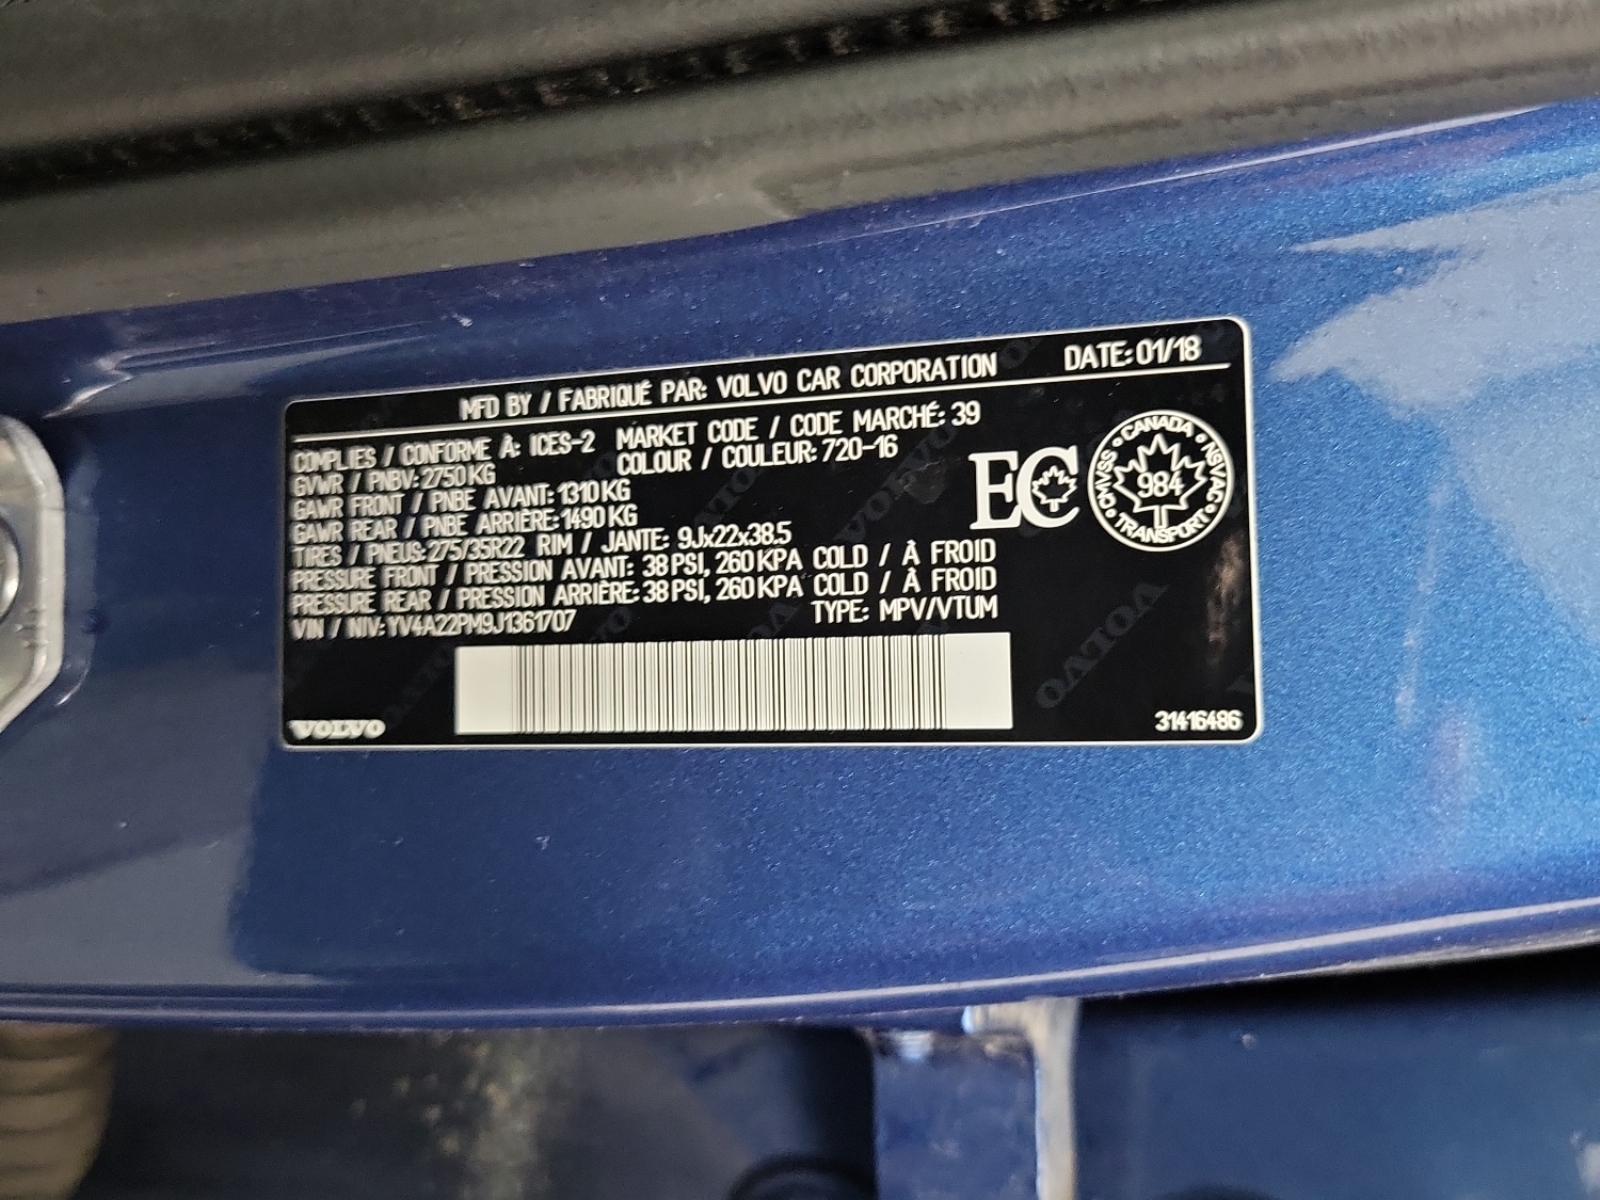 MFD BY / FABRIQUÉ PAR: VOLVO CAR CORPORATION DATE: 01/18
COMPLIES / CONFORME À: ICES-2 MARKET CODE / CODE MARCHÉ: 39
GVWR / PNBV: 2750 KG COLOUR / COULEUR: 720-16
GAWR FRONT / PNBE AVANT: 1310 KG
GAWR REAR / PNBE ARRIÈRE: 1490 KG
TIRES / PNEUS: 275/35R22 RIM / JANTE: 9Jx22x38.5
PRESSURE FRONT / PRESSION AVANT: 38 PSI, 260 KPA COLD / À FROID
PRESSURE REAR / PRESSION ARRIÈRE: 38 PSI, 260 KPA COLD / À FROID
VIN / NIV: YV4A22PM9J1361707 TYPE: MPV/VTUM
EC
CANADA
CMVSS 984 NSVAC
TRANSPORT
VOLVO
31416486